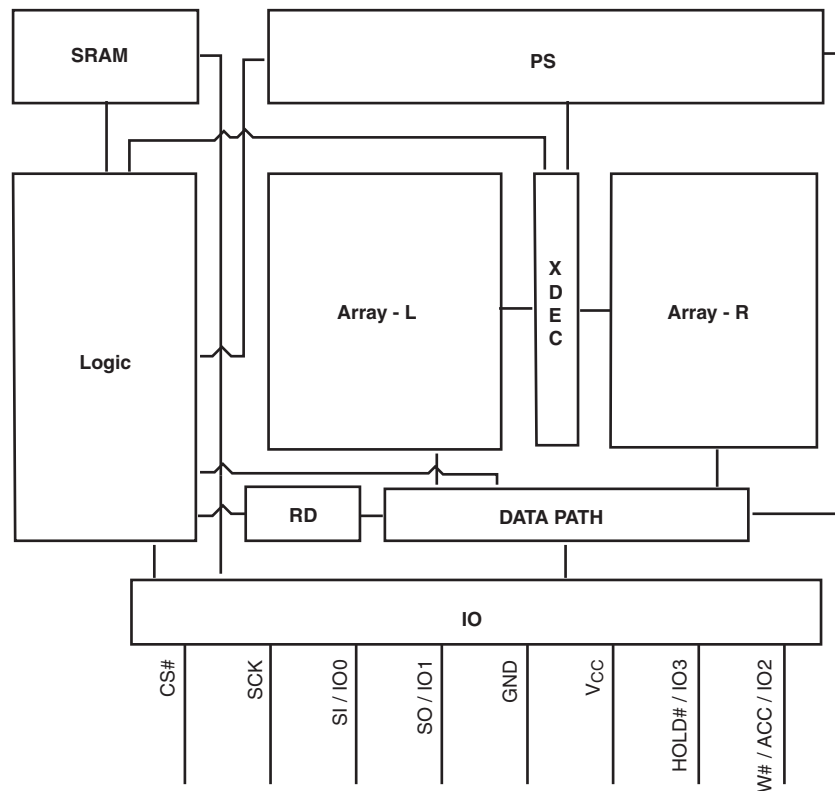 SRAM
PS
Array - L
X
D
E
C
Array - R
Logic
RD
DATA PATH
IO
CS#
SCK
SI / IO0
SO / IO1
GND
VCC
HOLD# / IO3
W# / ACC / IO2